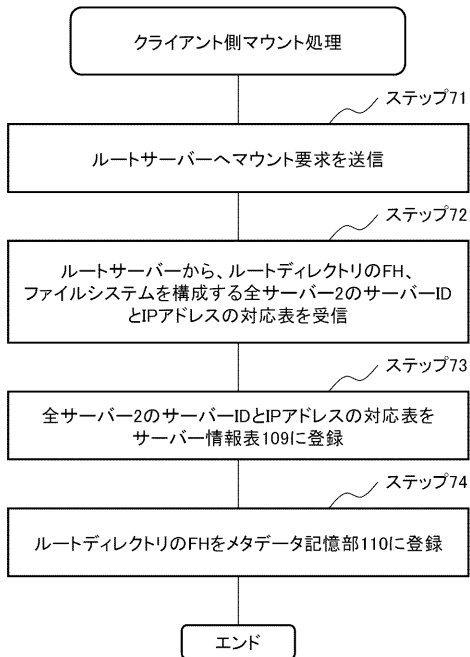 クライアント側マウント処理
ステップ71
ルートサーバーへマウント要求を送信
ステップ72
ルートサーバーから、ルートディレクトリのFH、
ファイルシステムを構成する全サーバー2のサーバーID
とIPアドレスの対応表を受信
ステップ73
全サーバー2のサーバーIDとIPアドレスの対応表を
サーバー情報表109に登録
ステップ74
ルートディレクトリのFHをメタデータ記憶部110に登録
エンド